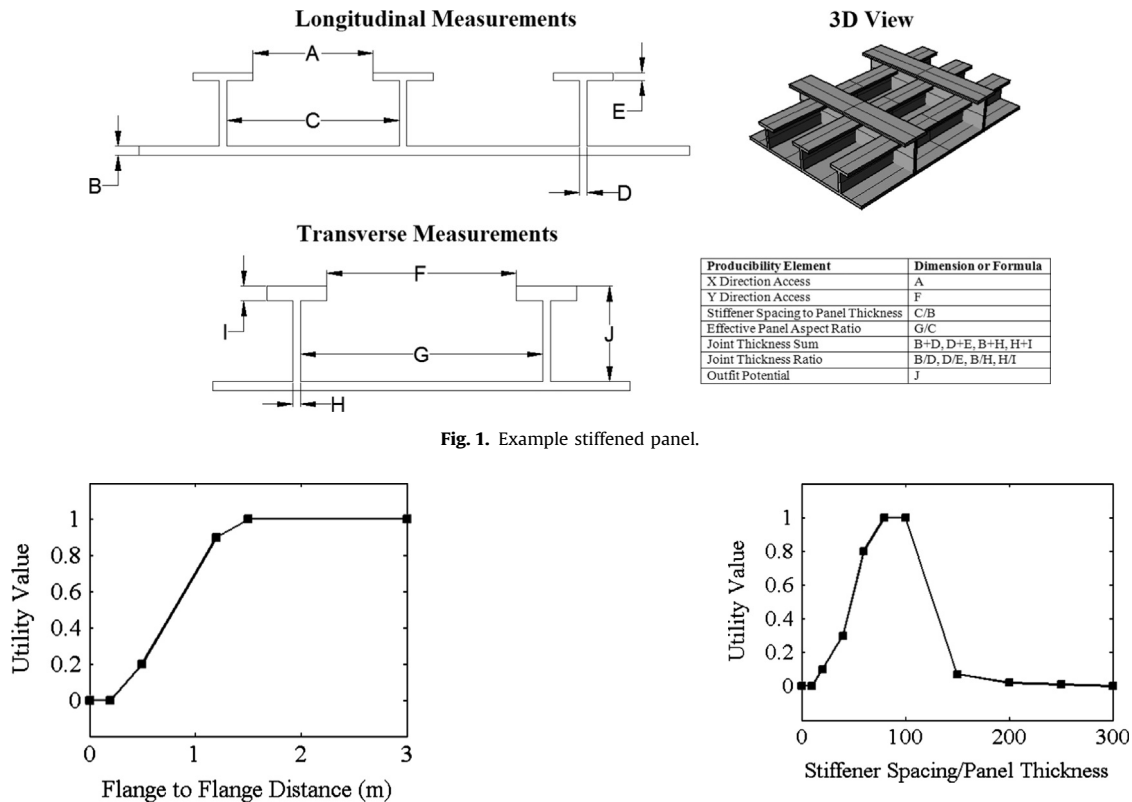 Longitudinal Measurements
3D View
A
C
E
B
D
Transverse Measurements
F
I
J
G
H
Producibility Element Dimension or Formula
X Direction Access A
Y Direction Access F
Stiffener Spacing to Panel Thickness C/B
Effective Panel Aspect Ratio G/C
Joint Thickness Sum B+D, D+E, B+H, H+I
Joint Thickness Ratio B/D, D/E, B/H, H/I
Outfit Potential J
Fig. 1. Example stiffened panel.
Utility Value
1
0.8
0.6
0.4
0.2
0
0 1 2 3
Flange to Flange Distance (m)
Utility Value
1
0.8
0.6
0.4
0.2
0
0 100 200 300
Stiffener Spacing/Panel Thickness